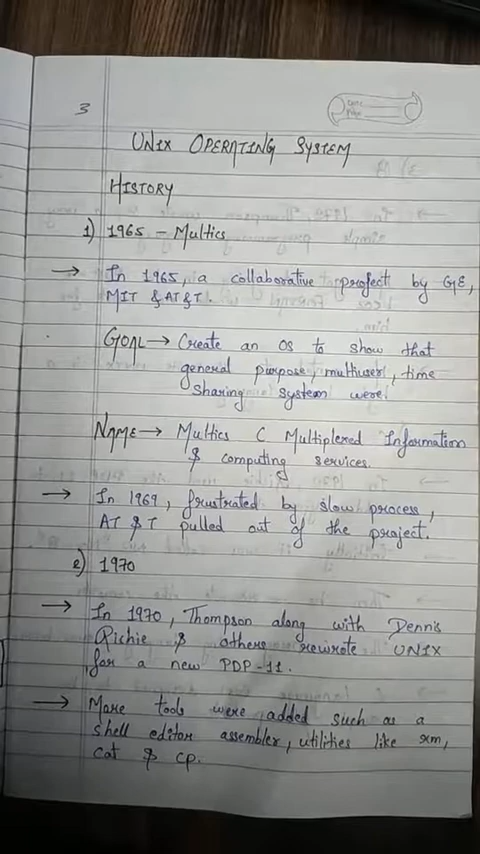 3
UNIX OPERATING SYSTEM
HISTORY
1) 1965 - Multics
→ In 1965, a collaborative project by GE,
MIT & AT&T.
GOAL → Create an OS to show that
general purpose, multiuser, time
sharing system were
NAME → Multics C Multiplexed Information
& computing services.
→ In 1969, frustrated by slow process,
AT & T pulled out of the project.
2) 1970
→ In 1970, Thompson along with Dennis
Richie & others rewrote UNIX
for a new PDP-11.
→ More tools were added such as a
shell editor assembler, utilities like rm,
cat & cp.